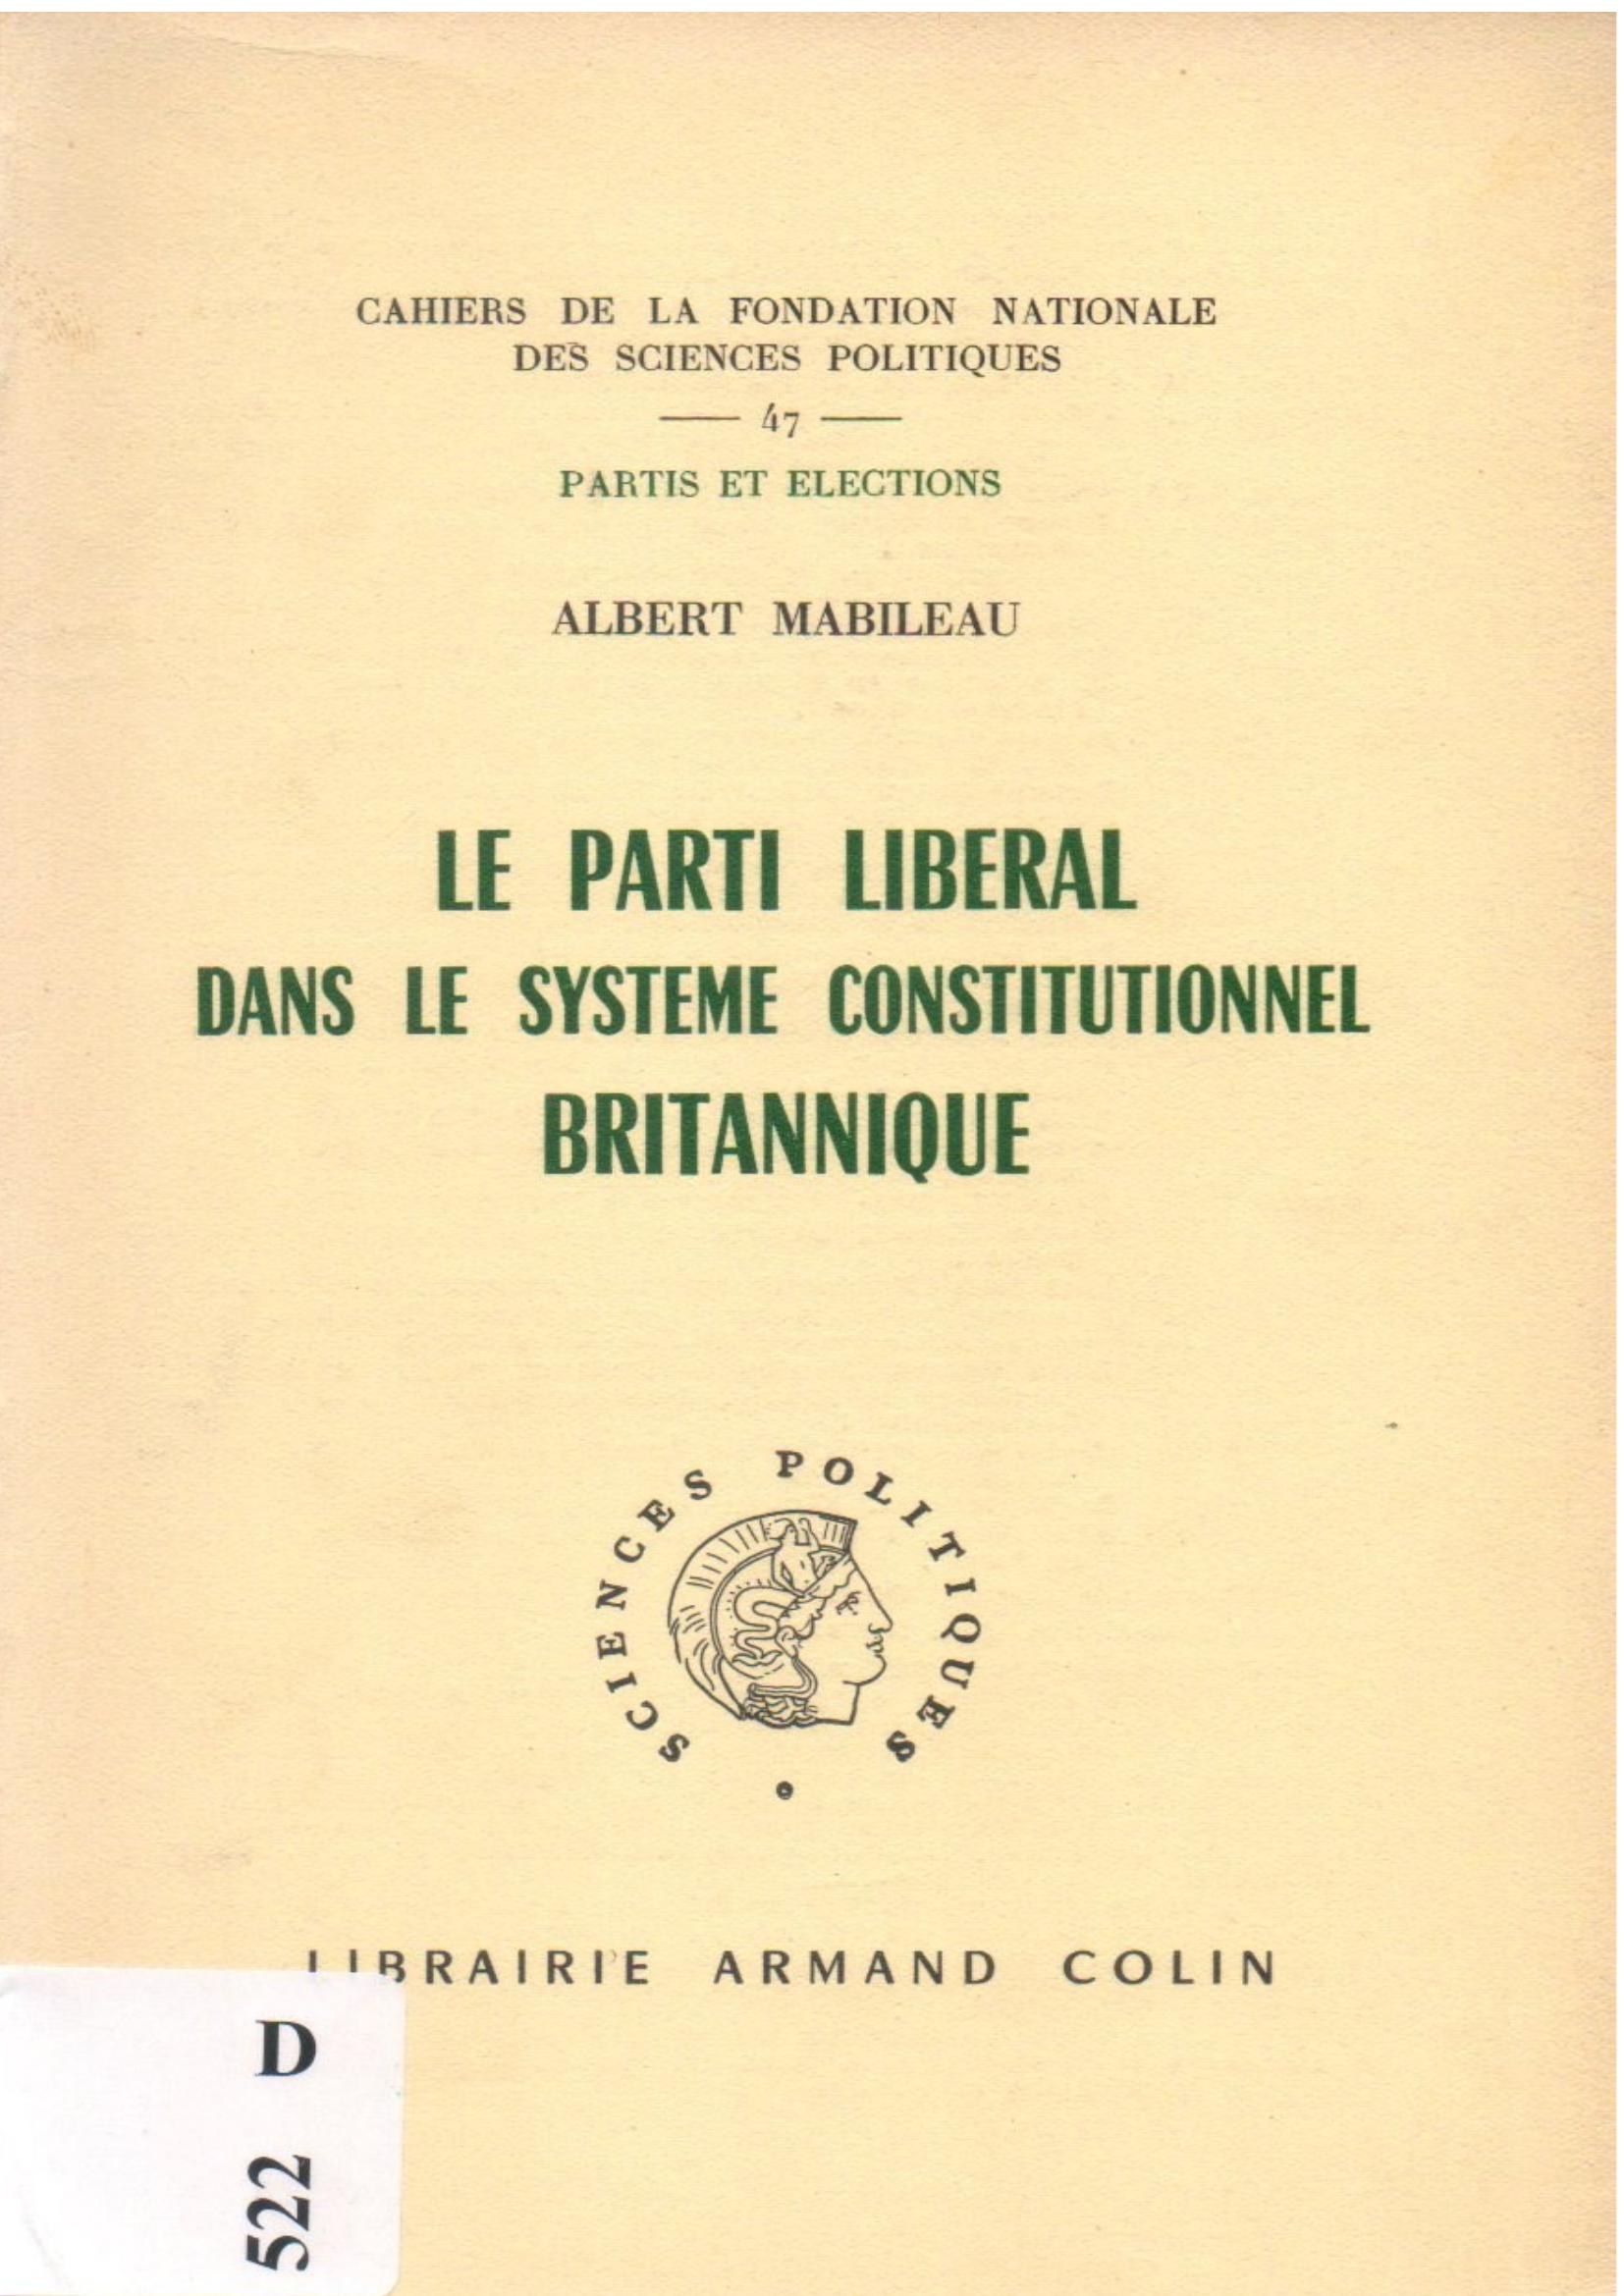 CAHIERS DE LA FONDATION NATIONALE
DES SCIENCES POLITIQUES
— 47 —
PARTIS ET ELECTIONS
ALBERT MABILEAU
LE PARTI LIBERAL
DANS LE SYSTEME CONSTITUTIONNEL
BRITANNIQUE
SCIENCES POLITIQUES
LIBRAIRIE ARMAND COLIN
D
522